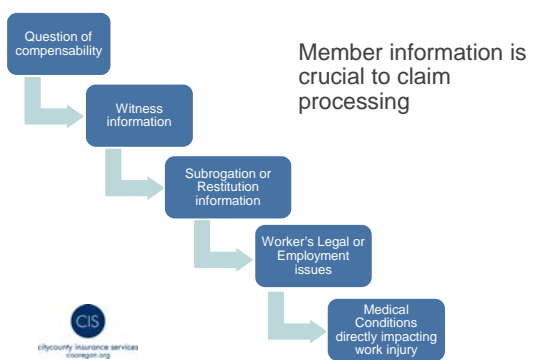 Question of
compensability
Member information is
crucial to claim
processing
Witness
information
Subrogation or
Restitution
information
Worker's Legal or
Employment
issues
Medical
Conditions
directly impacting
work injury
CIS
citycounty insurance services
cisoregon.org